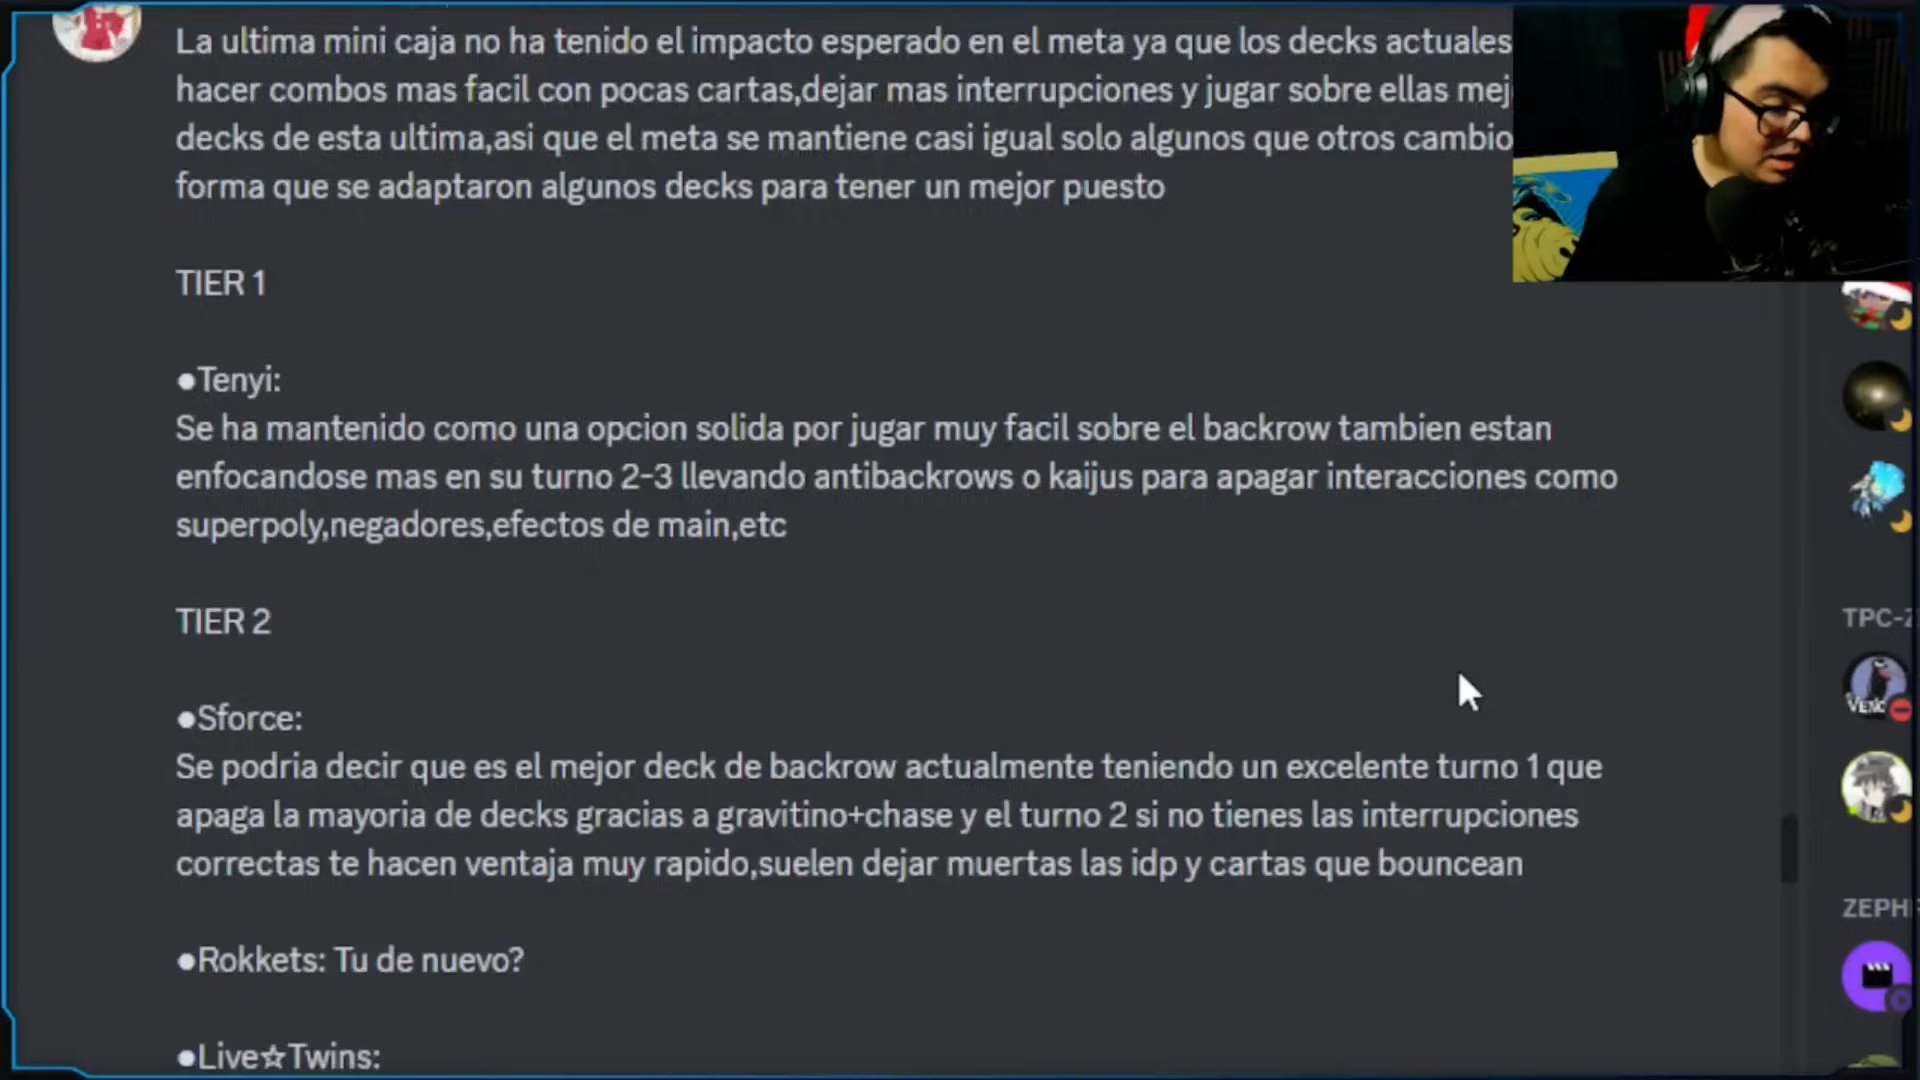 La ultima mini caja no ha tenido el impacto esperado en el meta ya que los decks actuales
hacer combos mas facil con pocas cartas,dejar mas interrupciones y jugar sobre ellas mej
decks de esta ultima,asi que el meta se mantiene casi igual solo algunos que otros cambio
forma que se adaptaron algunos decks para tener un mejor puesto
TIER 1
●Tenyi:
Se ha mantenido como una opcion solida por jugar muy facil sobre el backrow tambien estan
enfocandose mas en su turno 2-3 llevando antibackrows o kaijus para apagar interacciones como
superpoly,negadores,efectos de main,etc
TIER 2
●Sforce:
Se podria decir que es el mejor deck de backrow actualmente teniendo un excelente turno 1 que
apaga la mayoria de decks gracias a gravitino+chase y el turno 2 si no tienes las interrupciones
correctas te hacen ventaja muy rapido,suelen dejar muertas las idp y cartas que bouncean
●Rokkets: Tu de nuevo?
●Live☆Twins:
TPC-Z
ZEPH